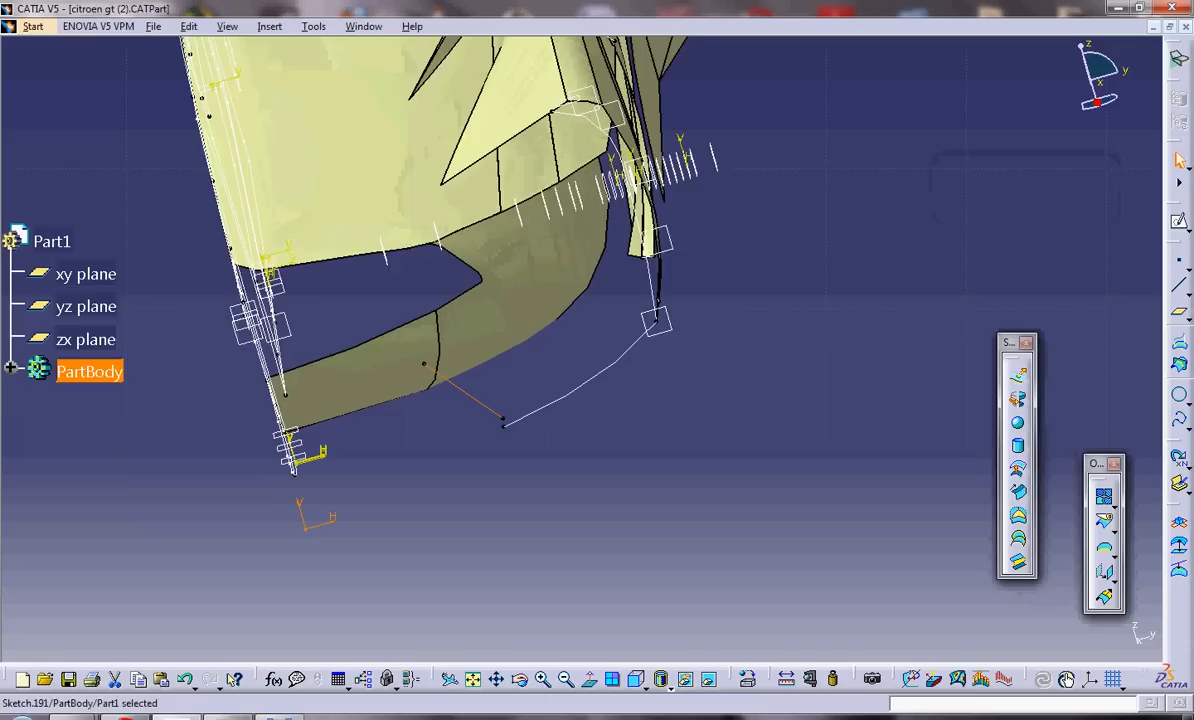 CATIA V5 - [citroen gt (2).CATPart]
Start ENOVIA V5 VPM File Edit View Insert Tools Window Help
z
y
x
Part1
xy plane
yz plane
zx plane
PartBody
S...
O...
V
H
V
H
z
y
f(x)
CATIA
Sketch.191/PartBody/Part1 selected